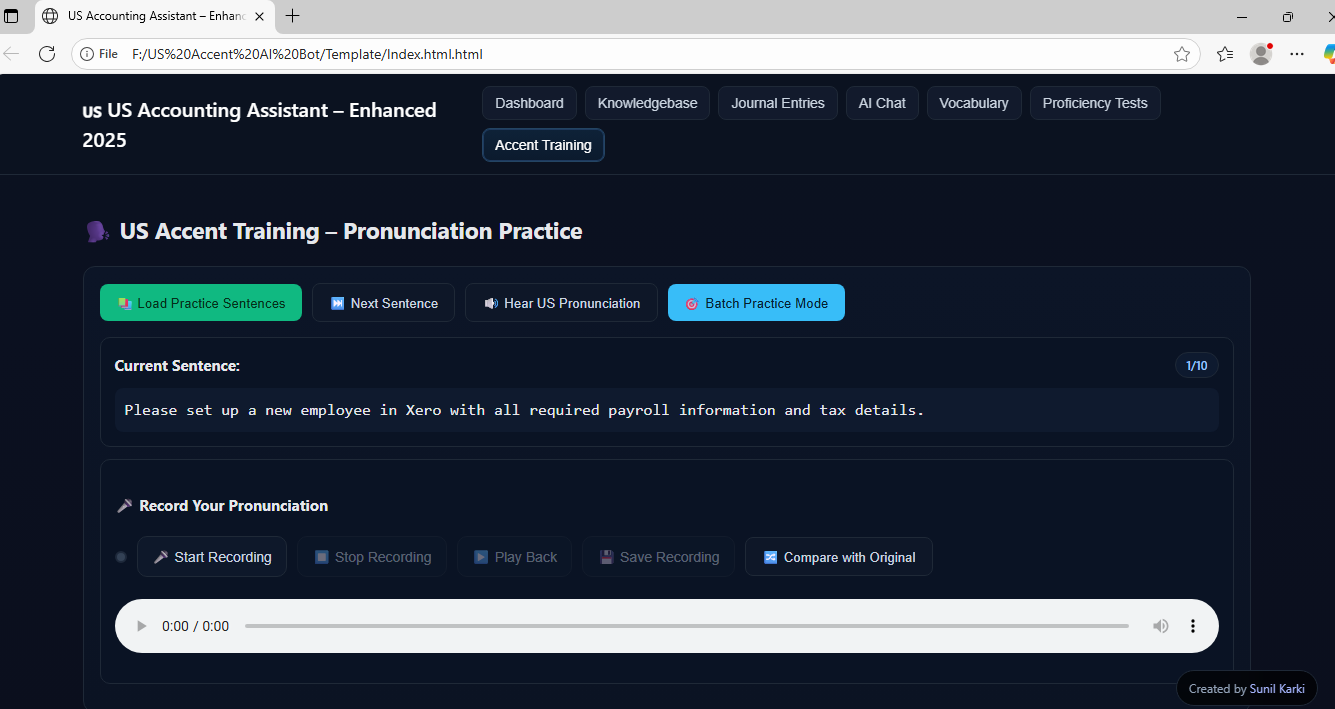 US Accounting Assistant – Enhanc
File F:/US%20Accent%20AI%20Bot/Template/Index.html.html
us US Accounting Assistant – Enhanced
2025
Dashboard Knowledgebase Journal Entries AI Chat Vocabulary Proficiency Tests
Accent Training
US Accent Training – Pronunciation Practice
Load Practice Sentences Next Sentence Hear US Pronunciation Batch Practice Mode
Current Sentence: 1/10
Please set up a new employee in Xero with all required payroll information and tax details.
Record Your Pronunciation
Start Recording Stop Recording Play Back Save Recording Compare with Original
0:00 / 0:00
Created by Sunil Karki